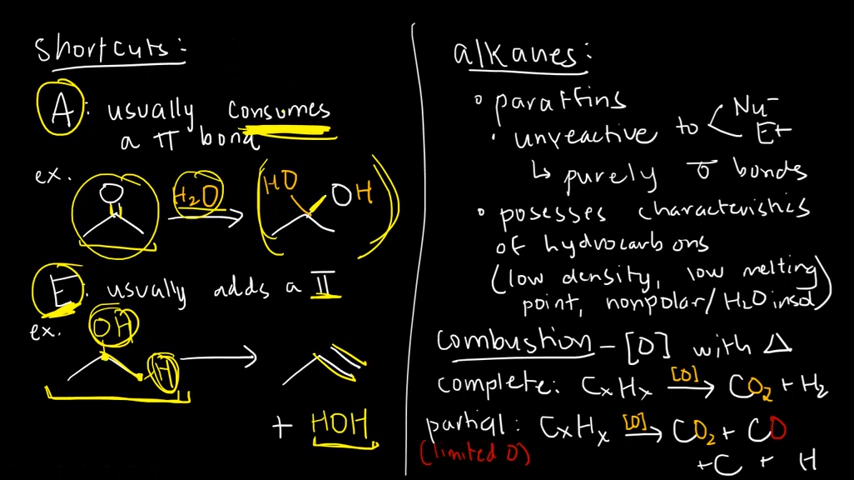 shortcuts:
A: usually consumes
a π bond
ex.
O
H₂O
HO OH
E: usually adds a π
ex.
OH
H
+ HOH
alkanes:
• paraffins
• unreactive to Nu⁻
Et
↳ purely σ bonds
• posesses characteristics
of hydrocarbons
(low density, low melting
point, nonpolar/H₂O insol)
Combustion - [O] with Δ
complete: CxHx [O] → CO₂ + H₂
partial: CxHx [O] → CO₂ + CO
(limited O)
+ C + H